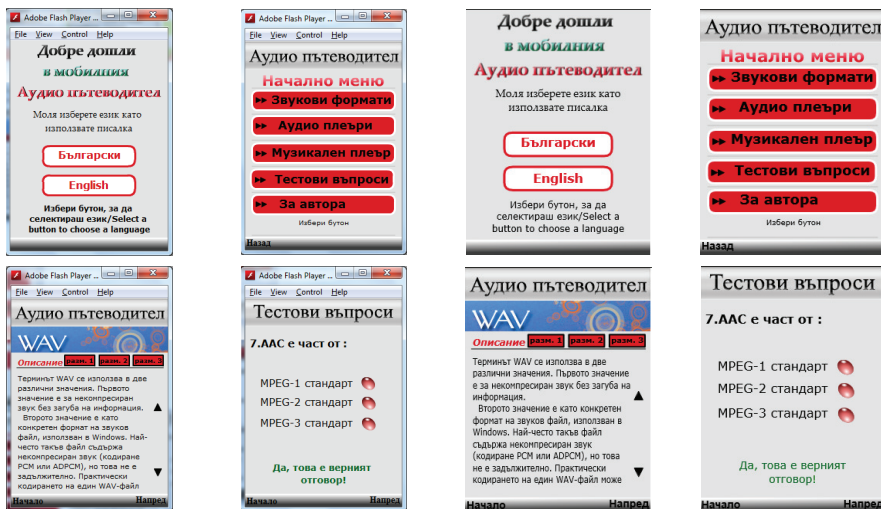 Adobe Flash Player ...
File View Control Help
Добре дошли
в мобилния
Аудио пътеводител
Моля изберете език като
използвате писалка
Български
English
Избери бутон, за да
селектираш език/Select a
button to choose a language
Adobe Flash Player ...
File View Control Help
Аудио пътеводител
Начално меню
Звукови формати
Аудио плеъри
Музикален плеър
Тестови въпроси
За автора
Избери бутон
Назад
Добре дошли
в мобилния
Аудио пътеводител
Моля изберете език като
използвате писалка
Български
English
Избери бутон, за да
селектираш език/Select a
button to choose a language
Аудио пътеводител
Начално меню
Звукови формати
Аудио плеъри
Музикален плеър
Тестови въпроси
За автора
Избери бутон
Назад
Adobe Flash Player ...
File View Control Help
Аудио пътеводител
WAV
Описание разм. 1 разм. 2 разм. 3
Терминът WAV се използва в две
различни значения. Първото
значение е за некомпресиран
звук без загуба на информация.
Второто значение е като
конкретен формат на звуков
файл, използван в Windows. Най-
често такъв файл съдържа
некомпресиран звук (кодиране
PCM или ADPCM), но това не е
задължително. Практически
кодирането на един WAV-файл
Начало Напред
Adobe Flash Player ...
File View Control Help
Тестови въпроси
7.AAC е част от :
MPEG-1 стандарт
MPEG-2 стандарт
MPEG-3 стандарт
Да, това е верният
отговор!
Начало Напред
Аудио пътеводител
WAV
Описание разм. 1 разм. 2 разм. 3
Терминът WAV се използва в две
различни значения. Първото значение
е за некомпресиран звук без загуба на
информация.
Второто значение е като конкретен
формат на звуков файл, използван в
Windows. Най-често такъв файл
съдържа некомпресиран звук
(кодиране PCM или ADPCM), но това
не е задължително. Практически
кодирането на един WAV-файл може
Начало Напред
Тестови въпроси
7.AAC е част от :
MPEG-1 стандарт
MPEG-2 стандарт
MPEG-3 стандарт
Да, това е верният
отговор!
Начало Напред